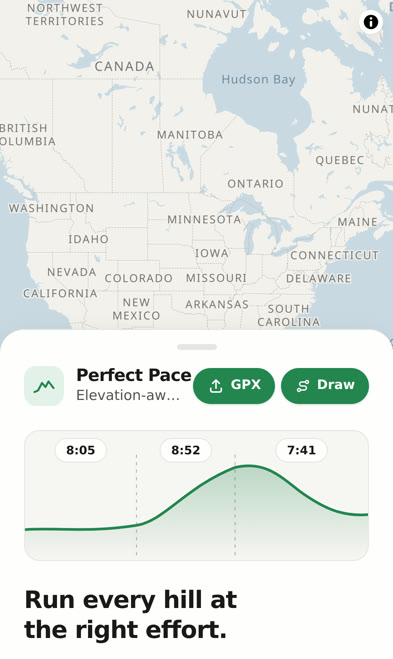 NORTHWEST
TERRITORIES
NUNAVUT
CANADA
Hudson Bay
BRITISH
OLUMBIA
MANITOBA
NUNAT
QUEBEC
ONTARIO
WASHINGTON
MINNESOTA
MAINE
IDAHO
IOWA
CONNECTICUT
NEVADA
COLORADO
MISSOURI
DELAWARE
CALIFORNIA
NEW
MEXICO
ARKANSAS
SOUTH
CAROLINA
Perfect Pace
Elevation-aw...
GPX
Draw
8:05
8:52
7:41
Run every hill at
the right effort.